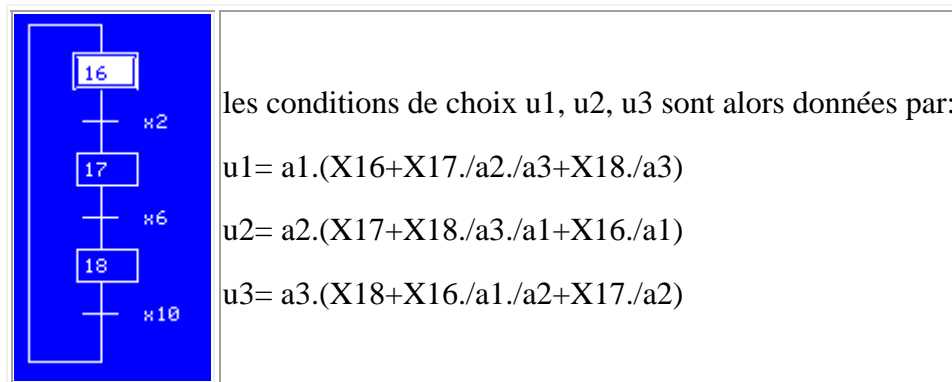 16
x2
17
x6
18
x10
les conditions de choix u1, u2, u3 sont alors données par:
u1= a1.(X16+X17./a2./a3+X18./a3)
u2= a2.(X17+X18./a3./a1+X16./a1)
u3= a3.(X18+X16./a1./a2+X17./a2)